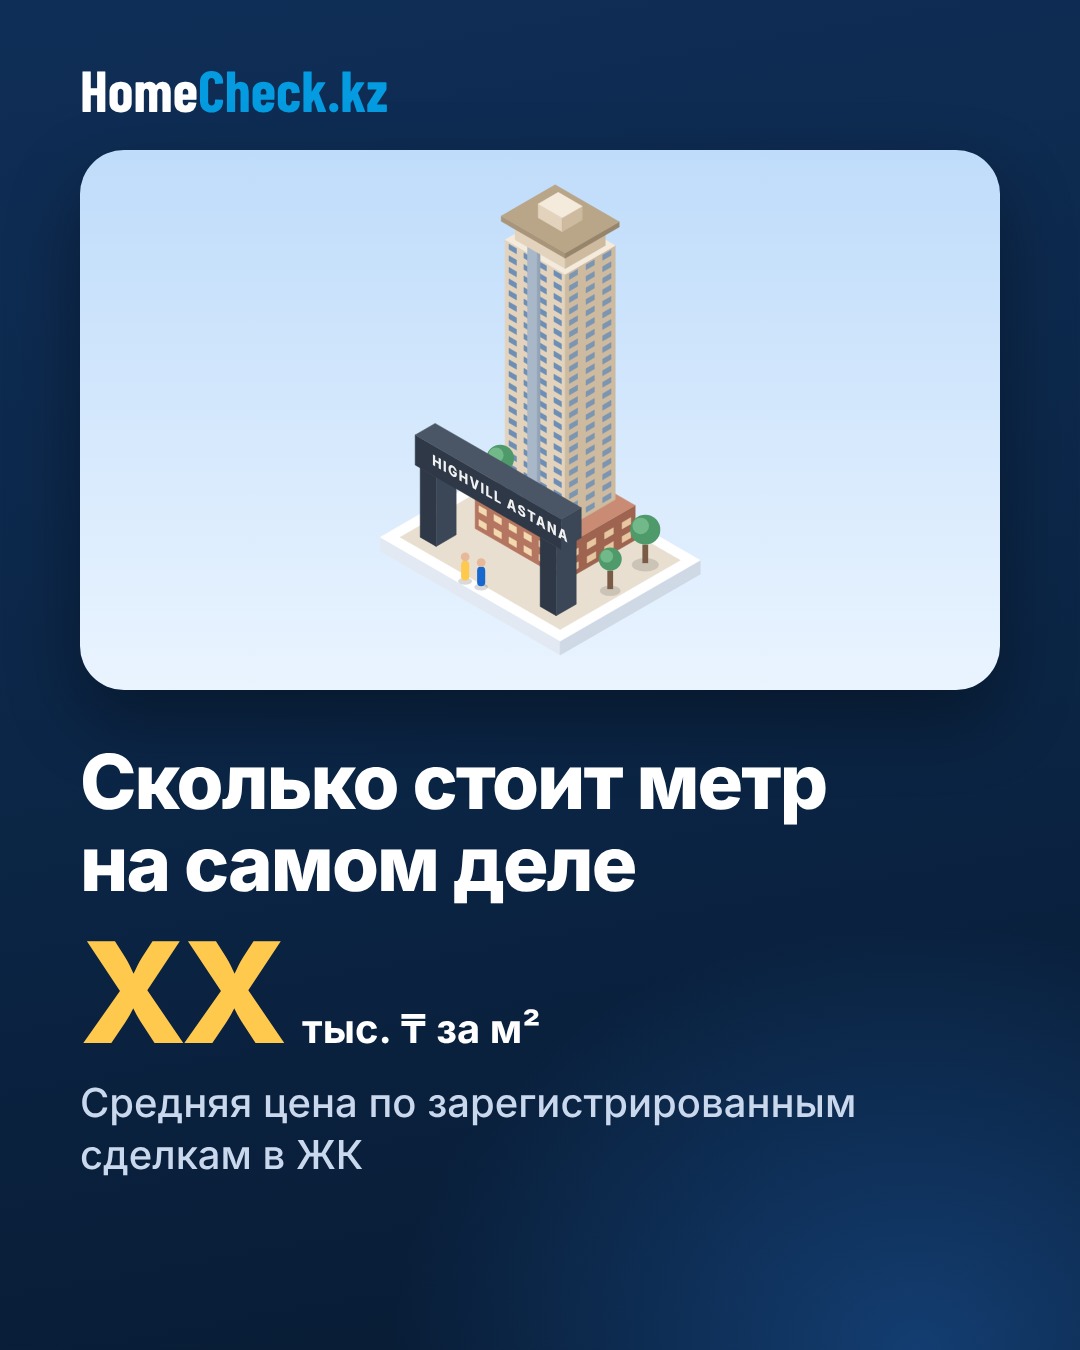 HomeCheck.kz
HIGHVILL ASTANA
Сколько стоит метр
на самом деле
XX тыс. ₸ за м²
Средняя цена по зарегистрированным
сделкам в ЖК